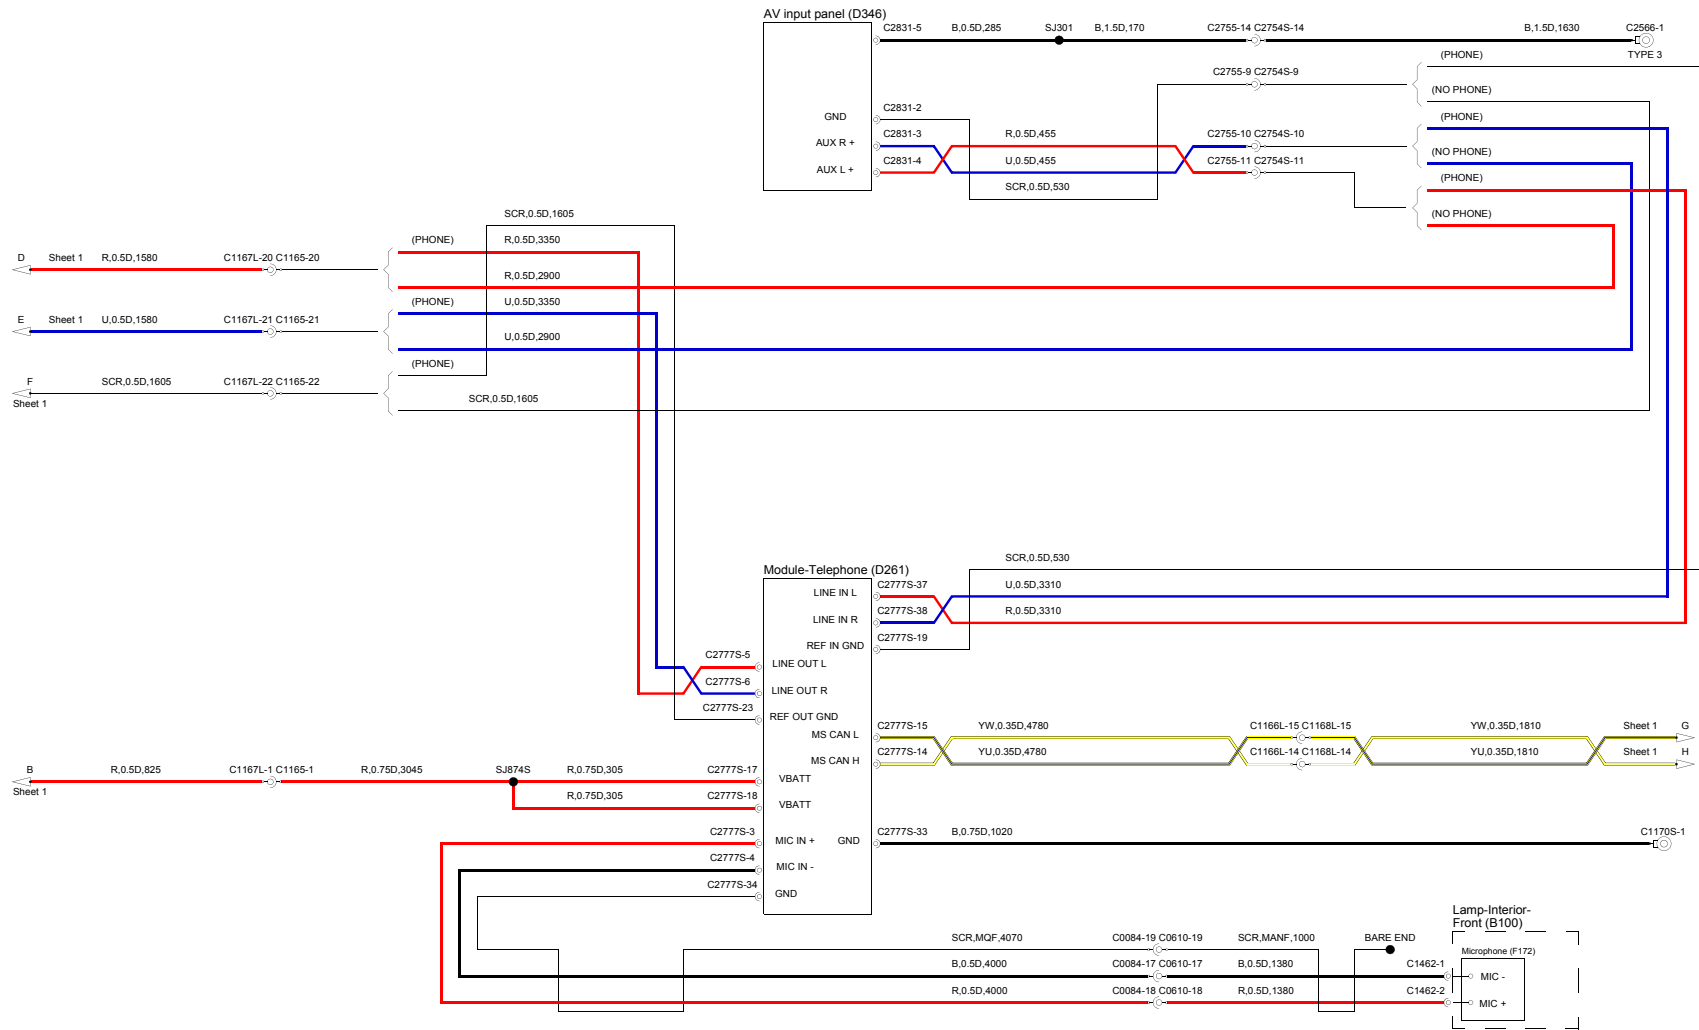 AV input panel (D346)
C2831-5 B,0.5D,285 SJ301 B,1.5D,170 C2755-14 C2754S-14 B,1.5D,1630 C2566-1
TYPE 3
(PHONE)
C2755-9 C2754S-9
(NO PHONE)
C2831-2
GND
(PHONE)
C2831-3 R,0.5D,455 C2755-10 C2754S-10
AUX R +
(NO PHONE)
C2831-4 U,0.5D,455 C2755-11 C2754S-11
AUX L +
(PHONE)
SCR,0.5D,530
(NO PHONE)
SCR,0.5D,1605
(PHONE) R,0.5D,3350
D Sheet 1 R,0.5D,1580 C1167L-20 C1165-20
R,0.5D,2900
(PHONE) U,0.5D,3350
E Sheet 1 U,0.5D,1580 C1167L-21 C1165-21
U,0.5D,2900
(PHONE)
F SCR,0.5D,1605 C1167L-22 C1165-22
Sheet 1
SCR,0.5D,1605
SCR,0.5D,530
Module-Telephone (D261)
C2777S-37 U,0.5D,3310
LINE IN L
C2777S-38 R,0.5D,3310
LINE IN R
C2777S-19
REF IN GND
C2777S-5
LINE OUT L
C2777S-6
LINE OUT R
C2777S-23
REF OUT GND
C2777S-15 YW,0.35D,4780 C1166L-15 C1168L-15 YW,0.35D,1810 Sheet 1 G
MS CAN L
C2777S-14 YU,0.35D,4780 C1166L-14 C1168L-14 YU,0.35D,1810 Sheet 1 H
MS CAN H
B R,0.5D,825 C1167L-1 C1165-1 R,0.75D,3045 SJ874S R,0.75D,305 C2777S-17
Sheet 1
VBATT
R,0.75D,305 C2777S-18
VBATT
C2777S-3 C2777S-33 B,0.75D,1020 C1170S-1
MIC IN + GND
C2777S-4
MIC IN -
C2777S-34
GND
Lamp-Interior-
Front (B100)
SCR,MQF,4070 C0084-19 C0610-19 SCR,MANF,1000 BARE END
Microphone (F172)
B,0.5D,4000 C0084-17 C0610-17 B,0.5D,1380 C1462-1
MIC -
R,0.5D,4000 C0084-18 C0610-18 R,0.5D,1380 C1462-2
MIC +